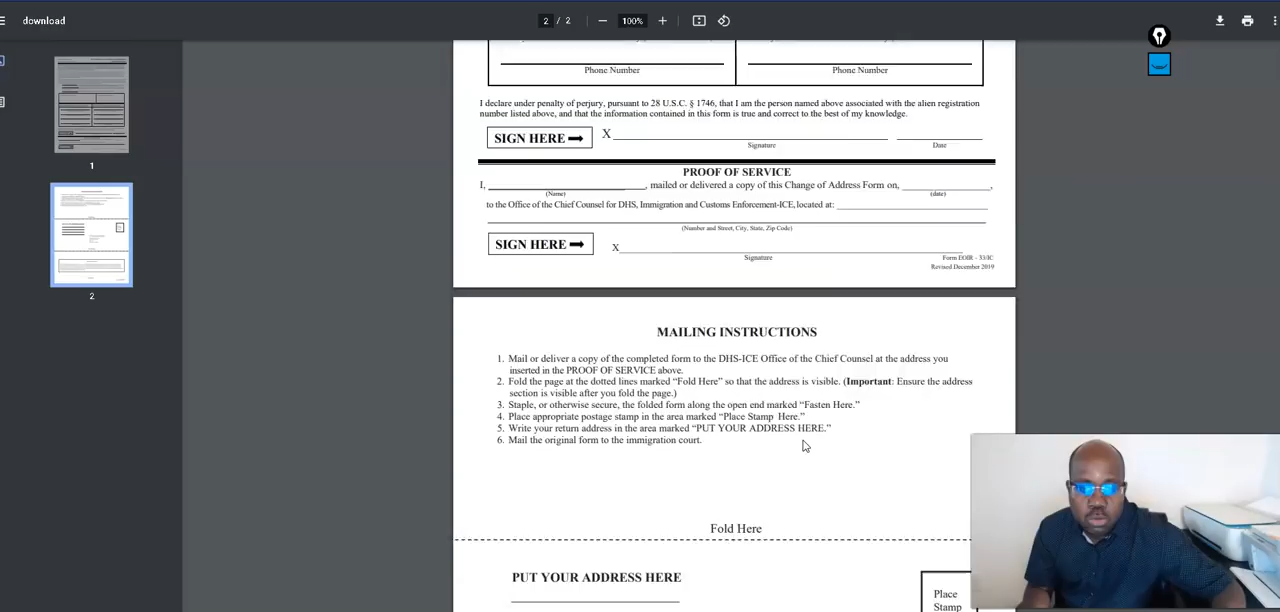 download
2 / 2
100%
1
2
Phone Number
Phone Number
I declare under penalty of perjury, pursuant to 28 U.S.C. § 1746, that I am the person named above associated with the alien registration
number listed above, and that the information contained in this form is true and correct to the best of my knowledge.
SIGN HERE
X
Signature
Date
PROOF OF SERVICE
I, , mailed or delivered a copy of this Change of Address Form on, ,
(Name)
(date)
to the Office of the Chief Counsel for DHS, Immigration and Customs Enforcement-ICE, located at:
(Number and Street, City, State, Zip Code)
SIGN HERE
X
Signature
Form EOIR - 33/IC
Revised December 2019
MAILING INSTRUCTIONS
1. Mail or deliver a copy of the completed form to the DHS-ICE Office of the Chief Counsel at the address you
inserted in the PROOF OF SERVICE above.
2. Fold the page at the dotted lines marked “Fold Here” so that the address is visible. (Important: Ensure the address
section is visible after you fold the page.)
3. Staple, or otherwise secure, the folded form along the open end marked “Fasten Here.”
4. Place appropriate postage stamp in the area marked “Place Stamp Here.”
5. Write your return address in the area marked “PUT YOUR ADDRESS HERE.”
6. Mail the original form to the immigration court.
Fold Here
PUT YOUR ADDRESS HERE
Place
Stamp